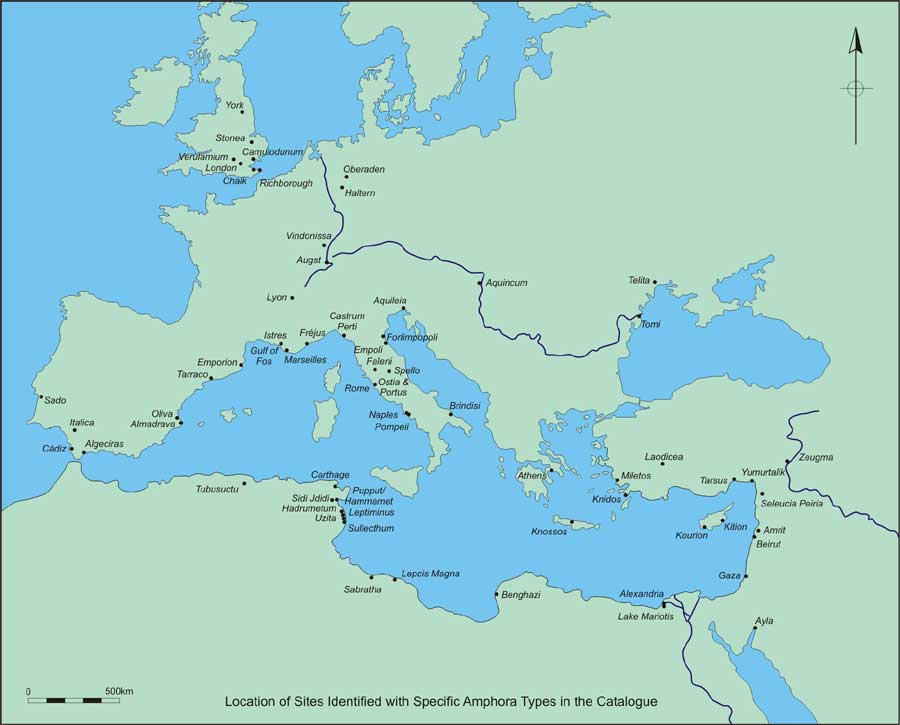 York
Stonea
Camulodunum
Verulamium
London
Chalk
Richborough
Oberaden
Haltern
Vindonissa
Augst
Lyon
Aquincum
Telita
Tomi
Aquileia
Castrum
Perti
Istres
Fréjus
Forlimpopoli
Gulf of
Fos
Marseilles
Empoli
Falerii
Spello
Emporion
Tarraco
Rome
Ostia &
Portus
Sado
Oliva
Almadrava
Naples
Pompeii
Brindisi
Italica
Cádiz
Algeciras
Laodicea
Zeugma
Athens
Miletos
Tarsus
Yumurtalik
Carthage
Tubusuctu
Pupput/
Hammamet
Sidi Jdidi
Hadrumetum
Leptiminus
Uzita
Sullecthum
Knidos
Seleucia Peiria
Knossos
Kourion
Kition
Amrit
Beirut
Sabratha
Lepcis Magna
Benghazi
Gaza
Alexandria
Lake Mariotis
Ayla
0 500km
Location of Sites Identified with Specific Amphora Types in the Catalogue